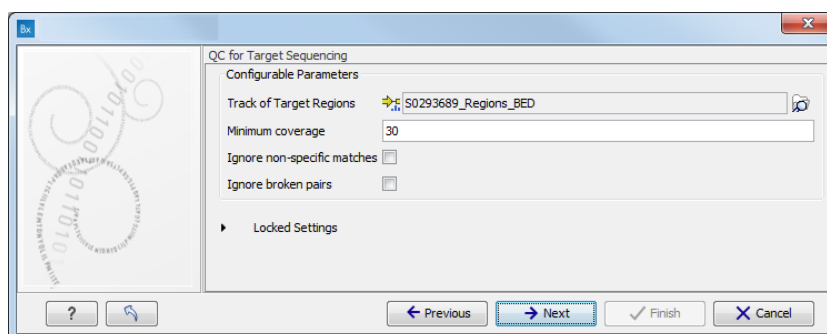 Bx
QC for Target Sequencing
Configurable Parameters
Track of Target Regions S0293689_Regions_BED
Minimum coverage 30
Ignore non-specific matches
Ignore broken pairs
Locked Settings
? Previous Next Finish Cancel